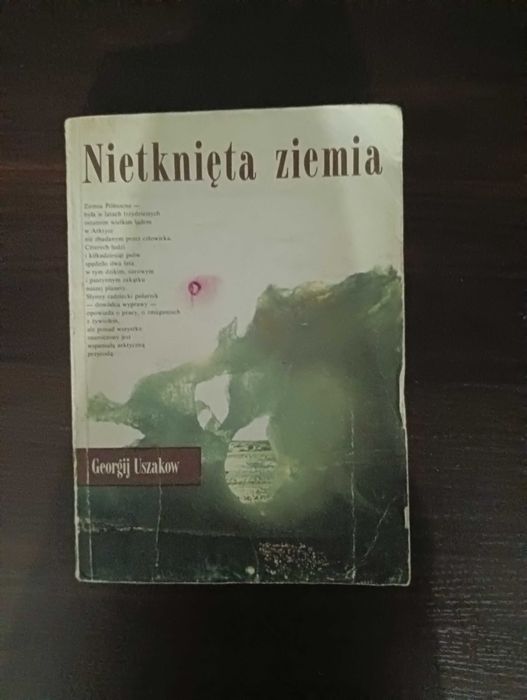 Nietknięta ziemia
Ziemia Północna —
była w latach trzydziestych
ostatnim wielkim lądem
w Arktyce
nie zbadanym przez człowieka.
Czterech ludzi
i kilkadziesiąt psów
spędziło dwa lata
w tym dzikim, surowym
i pustynnym zakątku
naszej planety.
Słynny radziecki polarnik
— dowódca wyprawy —
opowiada o pracy, o zmaganiach
z żywiołem,
ale ponad wszystko
zauroczony jest
wspaniałą arktyczną
przyrodą
Georgij Uszakow